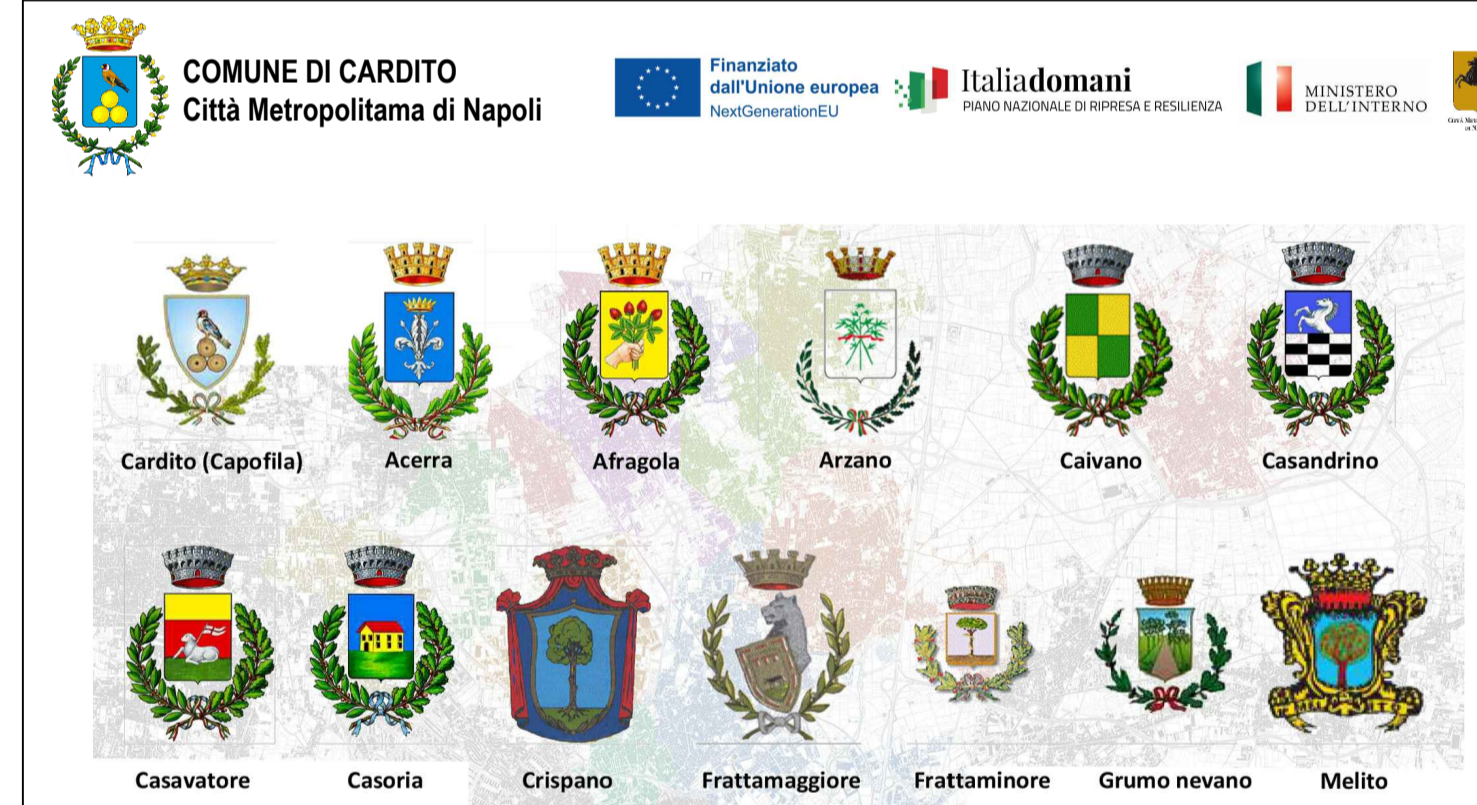 COMUNE DI CARDITO
Città Metropolitama di Napoli
Finanziato
dall'Unione europea
NextGenerationEU
Italiadomani
PIANO NAZIONALE DI RIPRESA E RESILIENZA
MINISTERO
DELL'INTERNO
Cardito (Capofila)
Acerra
Afragola
Arzano
Caivano
Casandrino
Casavatore
Casoria
Crispano
Frattamaggiore
Frattaminore
Grumo nevano
Melito